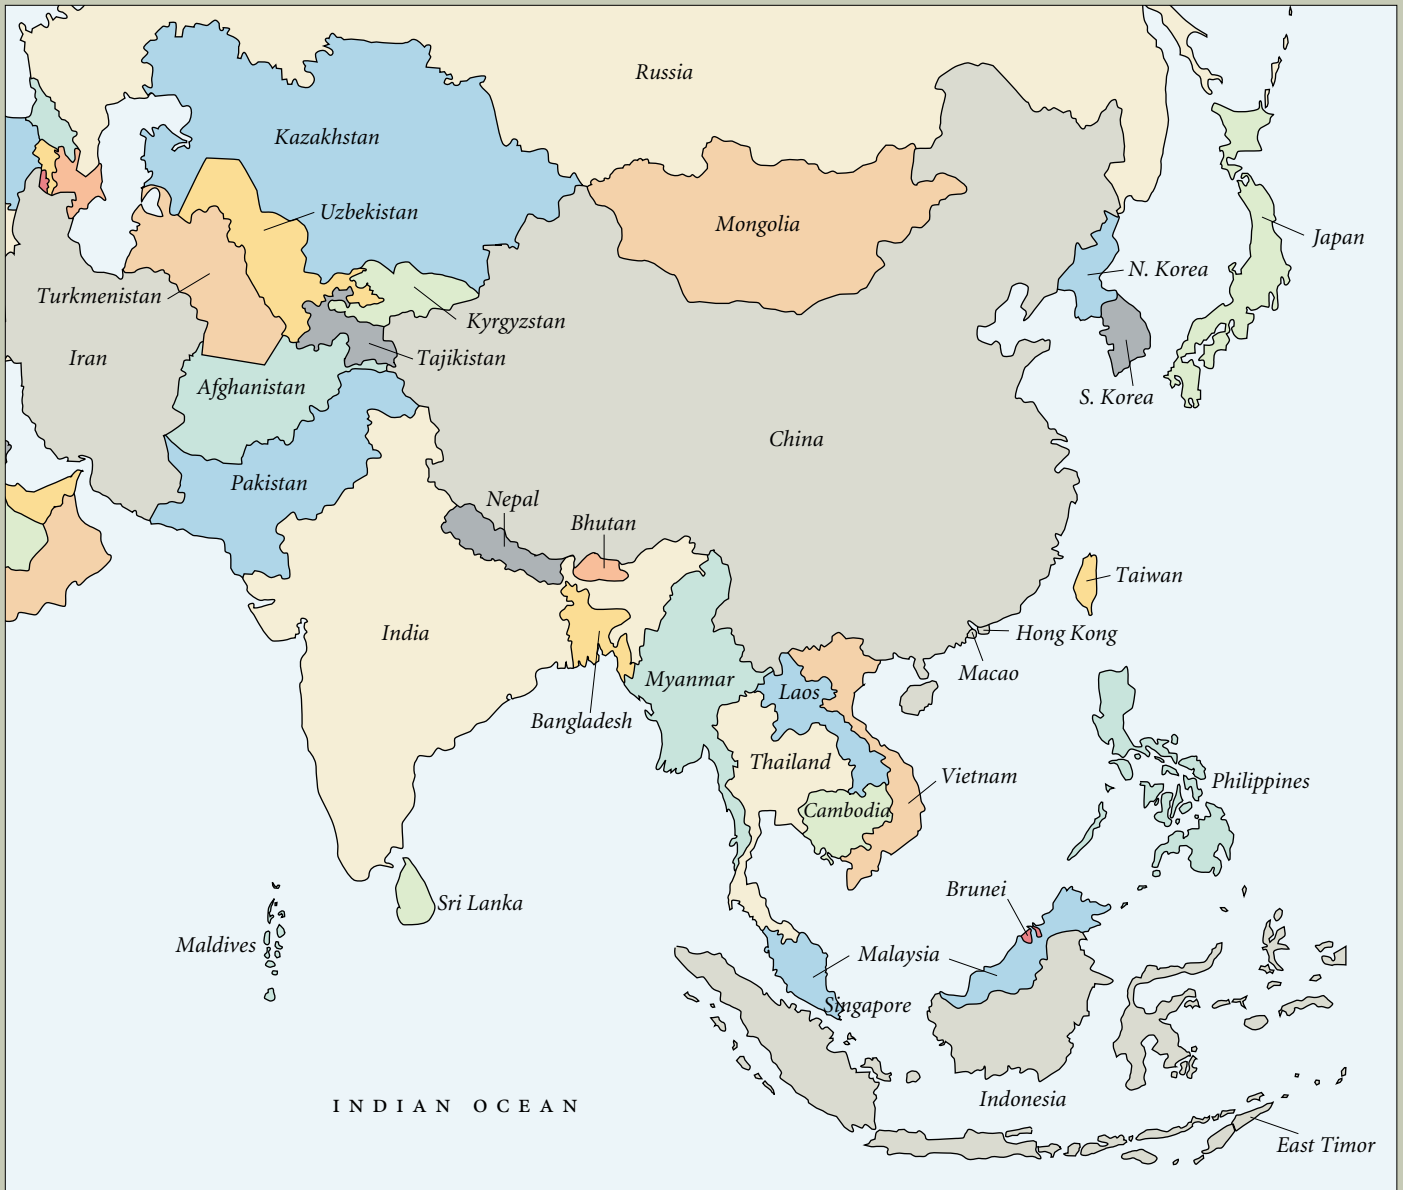 Russia
Kazakhstan
Uzbekistan
Mongolia
Japan
N. Korea
Turkmenistan
Kyrgyzstan
Iran
Tajikistan
Afghanistan
S. Korea
China
Pakistan
Nepal
Bhutan
Taiwan
India
Hong Kong
Macao
Myanmar
Laos
Bangladesh
Thailand
Vietnam
Philippines
Cambodia
Brunei
Sri Lanka
Maldives
Malaysia
Singapore
Indonesia
INDIAN OCEAN
East Timor